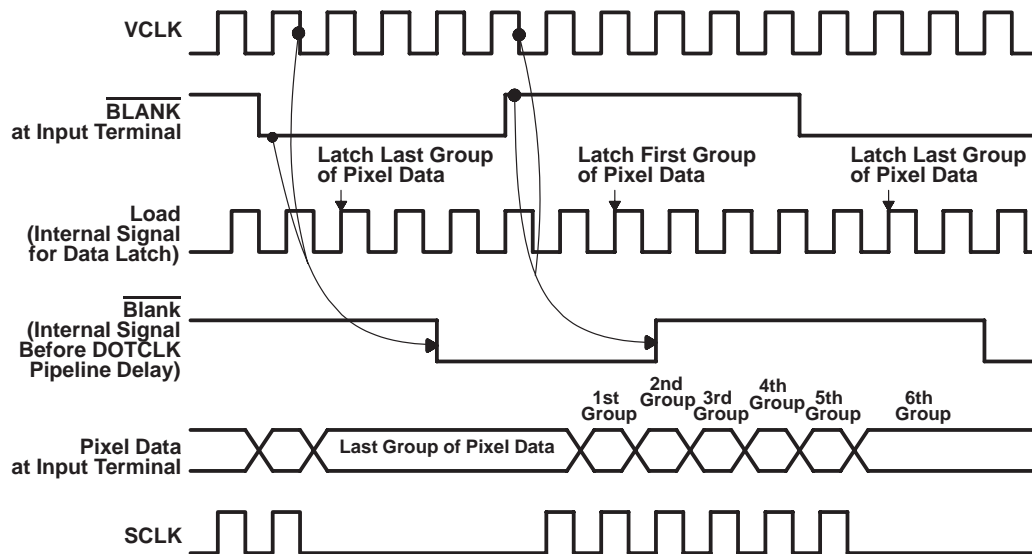 VCLK
BLANK
at Input Terminal
Latch Last Group
of Pixel Data
Latch First Group
of Pixel Data
Latch Last Group
of Pixel Data
Load
(Internal Signal
for Data Latch)
Blank
(Internal Signal
Before DOTCLK
Pipeline Delay)
1st
Group
2nd
Group
3rd
Group
4th
Group
5th
Group
6th
Group
Pixel Data
at Input Terminal
Last Group of Pixel Data
SCLK